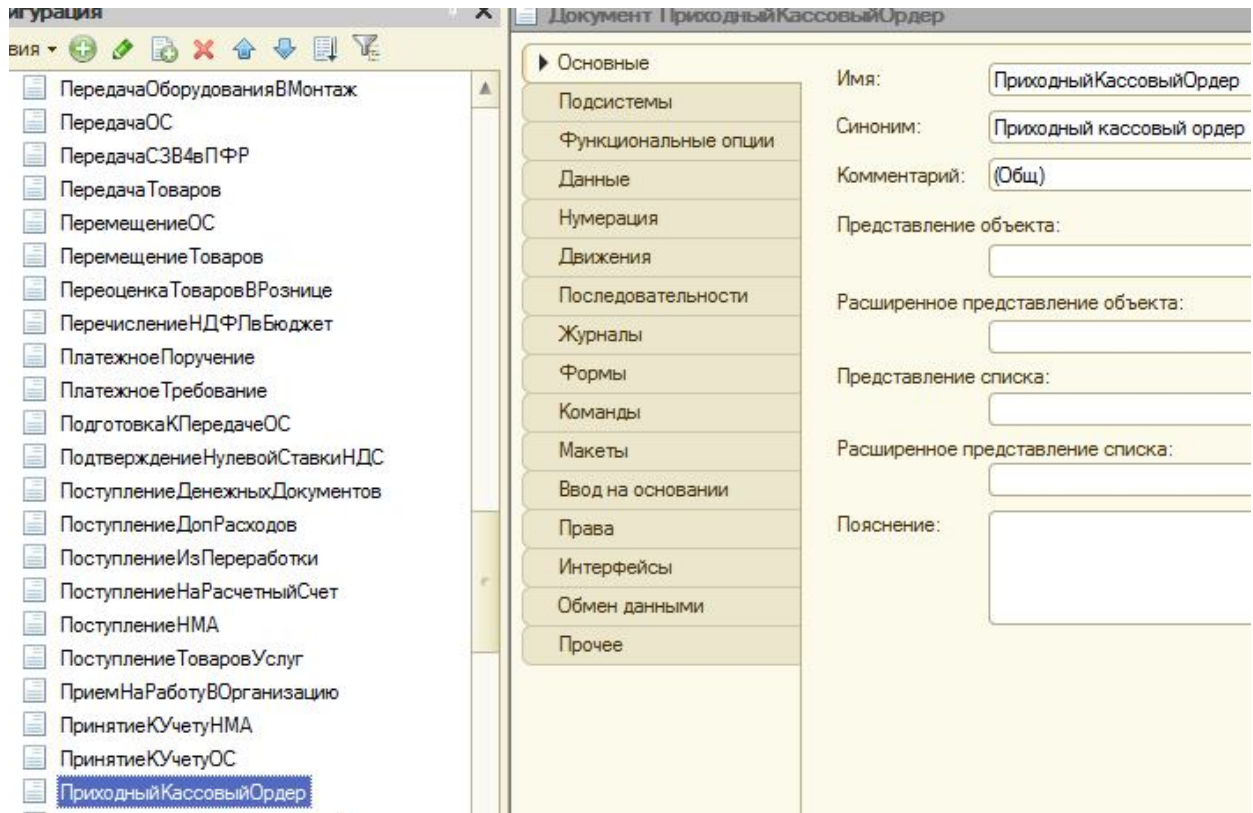 игурация
Документ ПриходныйКассовыйОрдер
вия
ПередачаОборудованияВМонтаж
ПередачаОС
ПередачаСЗВ4вПФР
ПередачаТоваров
ПеремещениеОС
ПеремещениеТоваров
ПереоценкаТоваровВРознице
ПеречислениеНДФЛвБюджет
ПлатежноеПоручение
ПлатежноеТребование
ПодготовкаКПередачеОС
ПодтверждениеНулевойСтавкиНДС
ПоступлениеДенежныхДокументов
ПоступлениеДопРасходов
ПоступлениеИзПереработки
ПоступлениеНаРасчетныйСчет
ПоступлениеНМА
ПоступлениеТоваровУслуг
ПриемНаРаботуВОрганизацию
ПринятиеКУчетуНМА
ПринятиеКУчетуОС
ПриходныйКассовыйОрдер
Основные
Подсистемы
Функциональные опции
Данные
Нумерация
Движения
Последовательности
Журналы
Формы
Команды
Макеты
Ввод на основании
Права
Интерфейсы
Обмен данными
Прочее
Имя: ПриходныйКассовыйОрдер
Синоним: Приходный кассовый ордер
Комментарий: (Общ)
Представление объекта:
Расширенное представление объекта:
Представление списка:
Расширенное представление списка:
Пояснение: